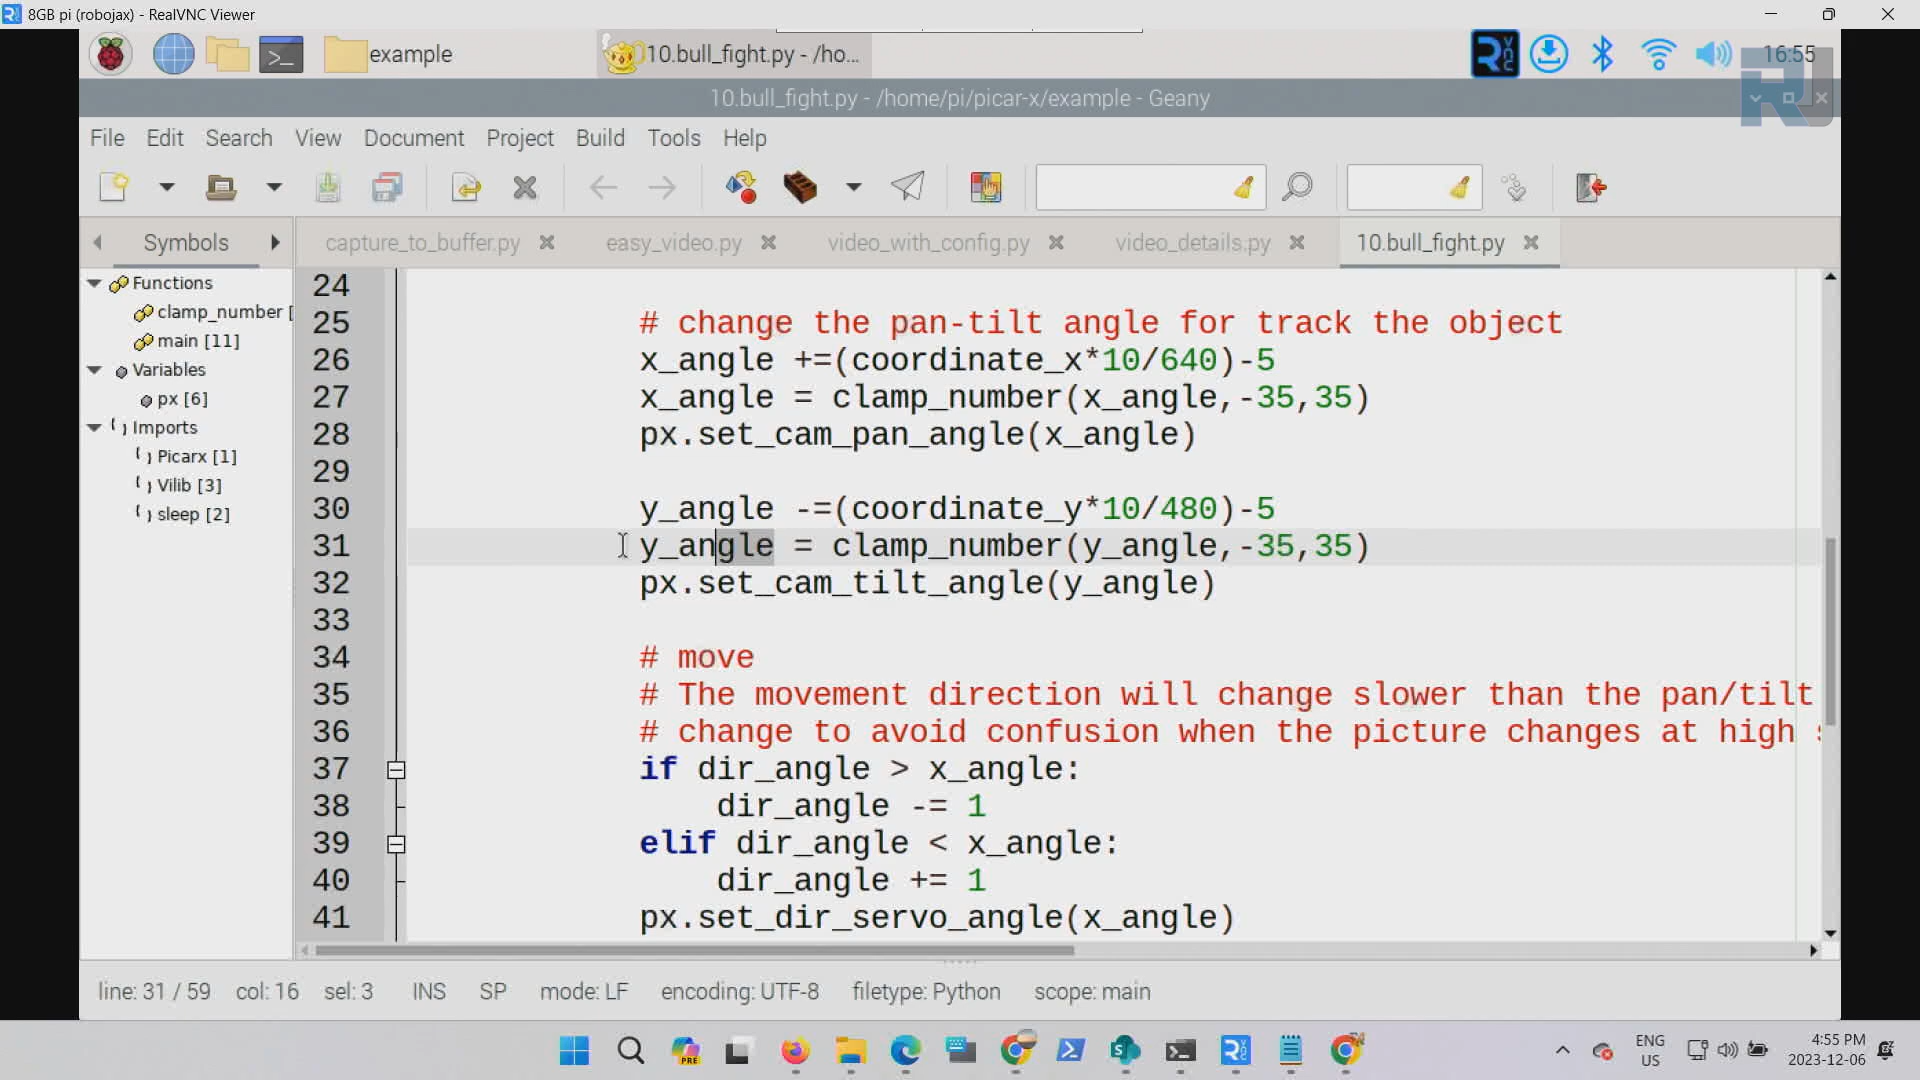 8GB pi (robojax) - RealVNC Viewer
example
10.bull_fight.py - /ho...
16:55
10.bull_fight.py - /home/pi/picar-x/example - Geany
File Edit Search View Document Project Build Tools Help
Symbols
capture_to_buffer.py
easy_video.py
video_with_config.py
video_details.py
10.bull_fight.py
Functions
clamp_number [
main [11]
Variables
px [6]
Imports
Picarx [1]
Vilib [3]
sleep [2]
24
25 # change the pan-tilt angle for track the object
26 x_angle +=(coordinate_x*10/640)-5
27 x_angle = clamp_number(x_angle,-35,35)
28 px.set_cam_pan_angle(x_angle)
29
30 y_angle -=(coordinate_y*10/480)-5
31 y_angle = clamp_number(y_angle,-35,35)
32 px.set_cam_tilt_angle(y_angle)
33
34 # move
35 # The movement direction will change slower than the pan/tilt
36 # change to avoid confusion when the picture changes at high
37 if dir_angle > x_angle:
38 dir_angle -= 1
39 elif dir_angle < x_angle:
40 dir_angle += 1
41 px.set_dir_servo_angle(x_angle)
line: 31 / 59 col: 16 sel: 3 INS SP mode: LF encoding: UTF-8 filetype: Python scope: main
PRE
ENG
US
4:55 PM
2023-12-06